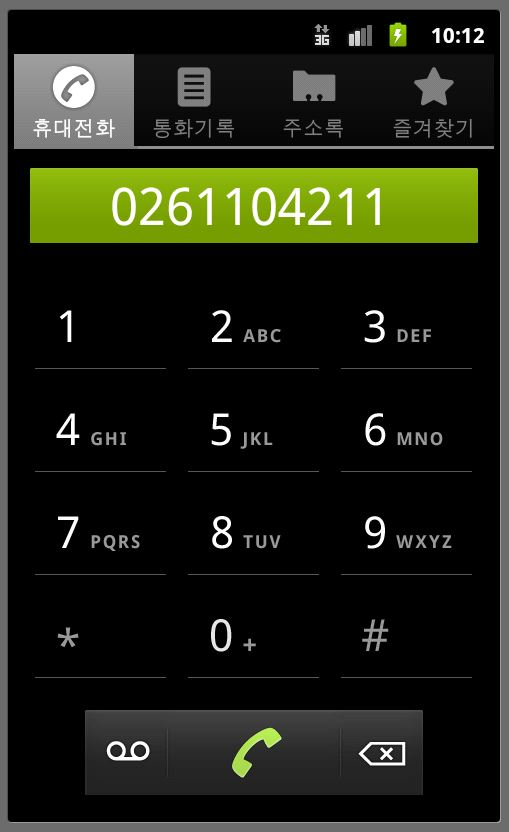 3G 10:12
휴대전화 통화기록 주소록 즐겨찾기
0261104211
1 2 ABC 3 DEF
4 GHI 5 JKL 6 MNO
7 PQRS 8 TUV 9 WXYZ
* 0 + #